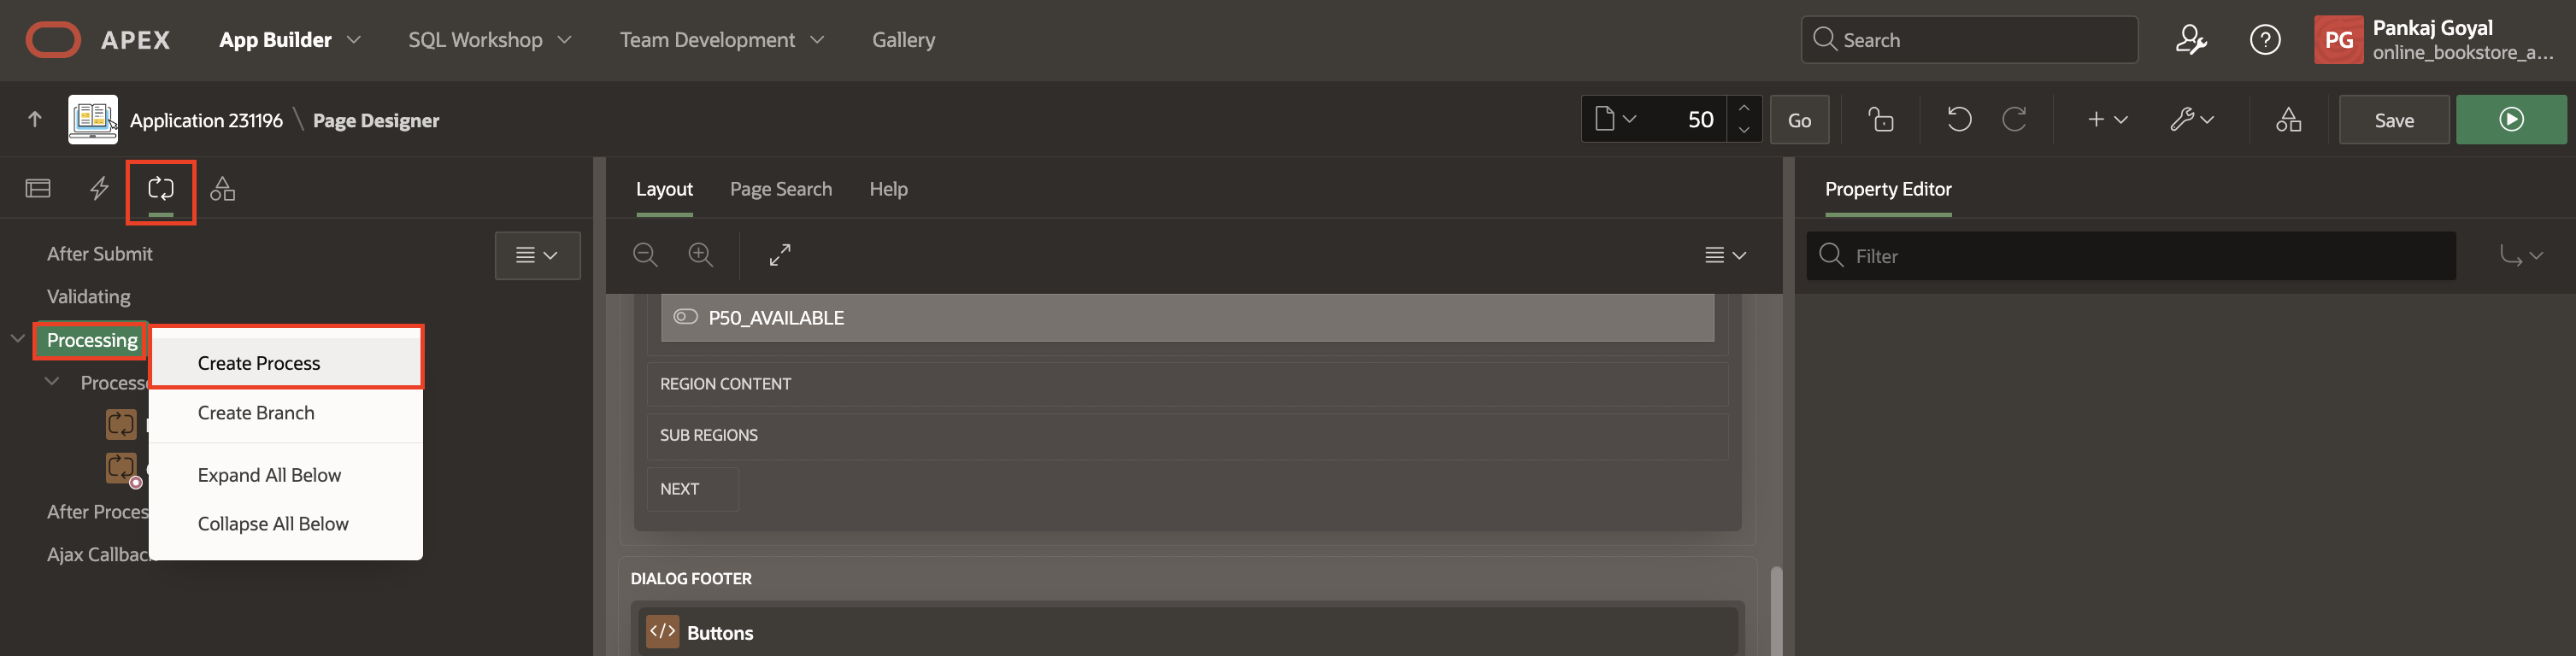 APEX App Builder SQL Workshop Team Development Gallery Search PG Pankaj Goyal
online_bookstore_a...
Application 231196 \ Page Designer 50 Go Save
Layout Page Search Help Property Editor
After Submit
Filter
Validating
Processing
P50_AVAILABLE
Create Process
REGION CONTENT
Create Branch
SUB REGIONS
Expand All Below
NEXT
After Proces
Collapse All Below
Ajax Callbac
DIALOG FOOTER
Buttons